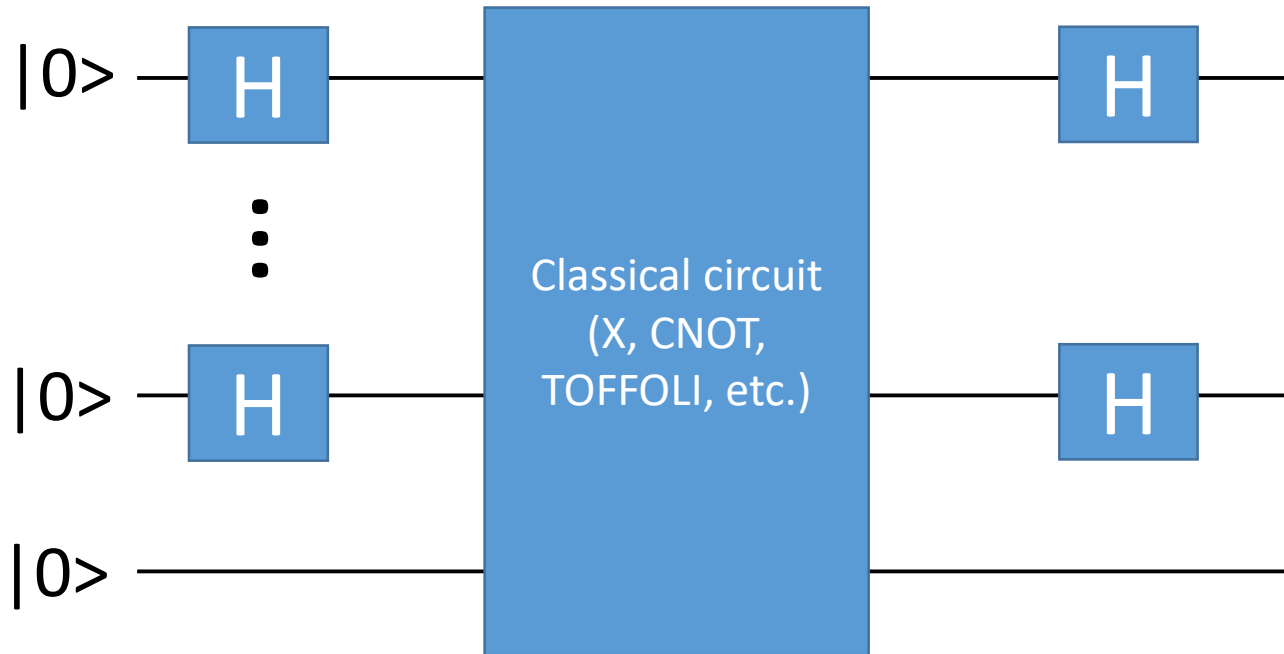 |0> H H
|0> H H
Classical circuit
(X, CNOT,
TOFFOLI, etc.)
|0>